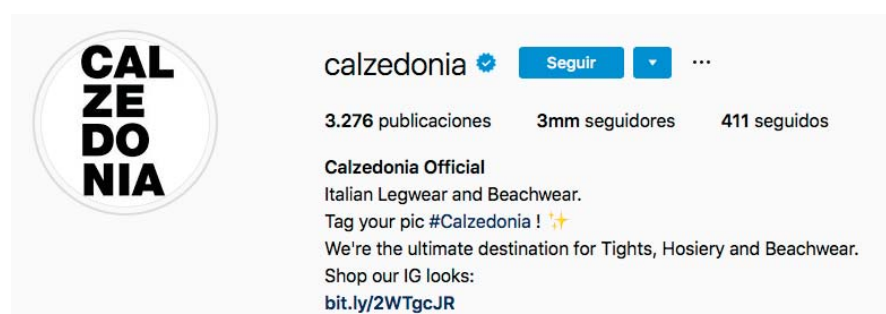 CAL
ZE
DO
NIA
calzedonia Seguir ...
3.276 publicaciones 3mm seguidores 411 seguidos
Calzedonia Official
Italian Legwear and Beachwear.
Tag your pic #Calzedonia ! ✨
We're the ultimate destination for Tights, Hosiery and Beachwear.
Shop our IG looks:
bit.ly/2WTgcJR